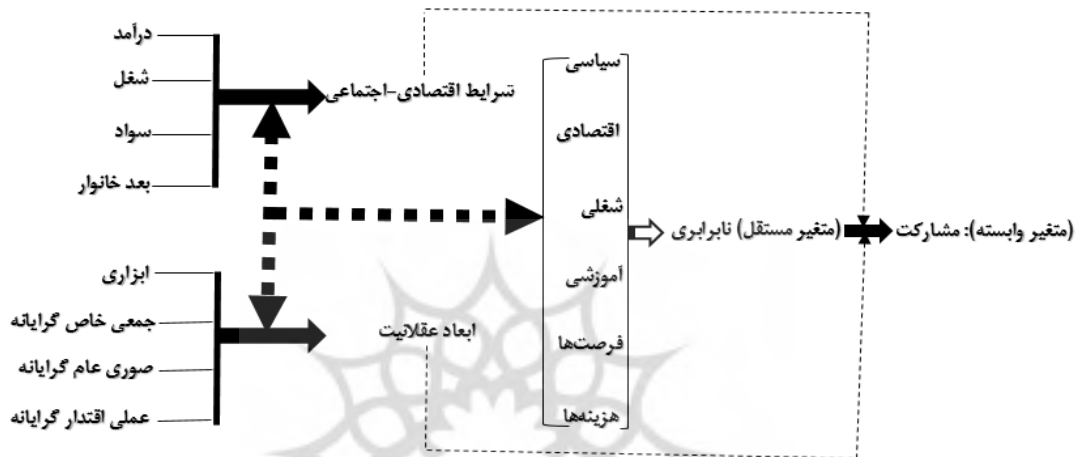 درآمد
شغل
سواد
بعد خانوار
شرایط اقتصادی-اجتماعی
ابزاری
جمعی خاص گرایانه
صوری عام گرایانه
عملی اقتدار گرایانه
ابعاد عقلانیت
سیاسی
اقتصادی
شغلی
آموزشی
فرصت‌ها
هزینه‌ها
(متغیر مستقل) نابرابری
(متغیر وابسته): مشارکت